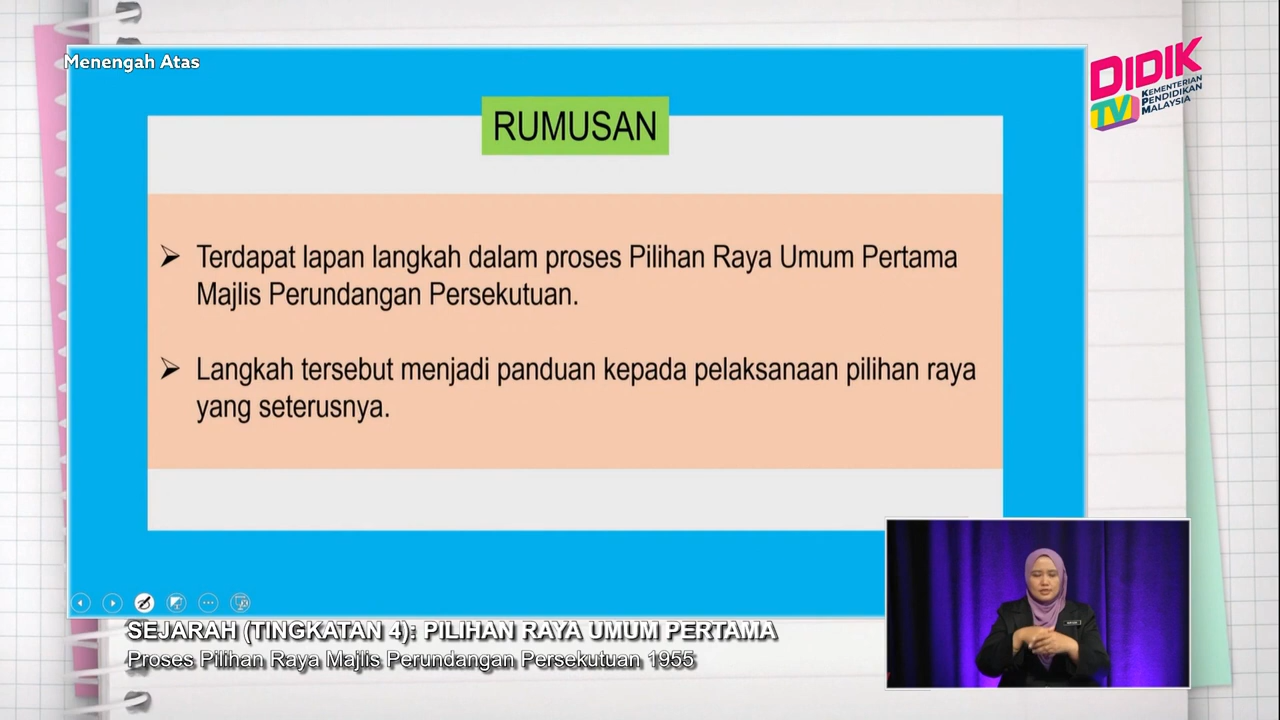 Menengah Atas
DIDIK
TV
KEMENTERIAN
PENDIDIKAN
MALAYSIA
RUMUSAN
Terdapat lapan langkah dalam proses Pilihan Raya Umum Pertama
Majlis Perundangan Persekutuan.
Langkah tersebut menjadi panduan kepada pelaksanaan pilihan raya
yang seterusnya.
SEJARAH (TINGKATAN 4): PILIHAN RAYA UMUM PERTAMA
Proses Pilihan Raya Majlis Perundangan Persekutuan 1955